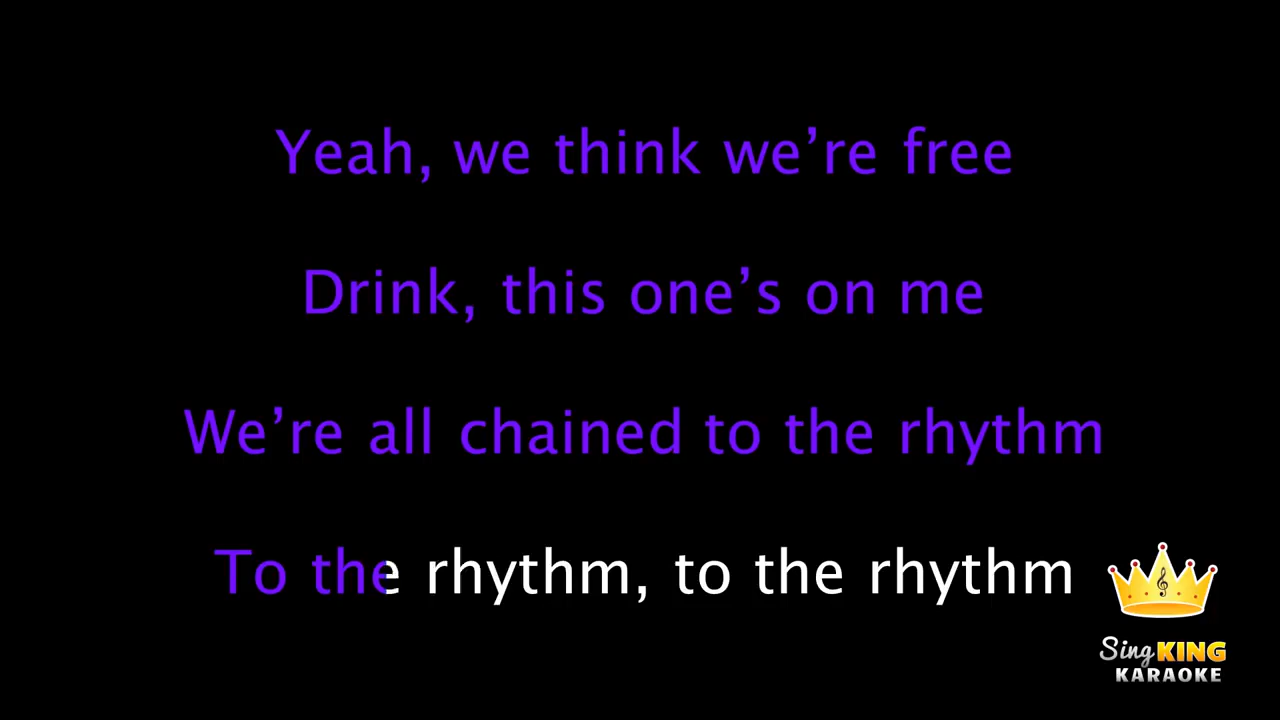 Yeah, we think we’re free
Drink, this one’s on me
We’re all chained to the rhythm
To the rhythm, to the rhythm
Sing KING
KARAOKE